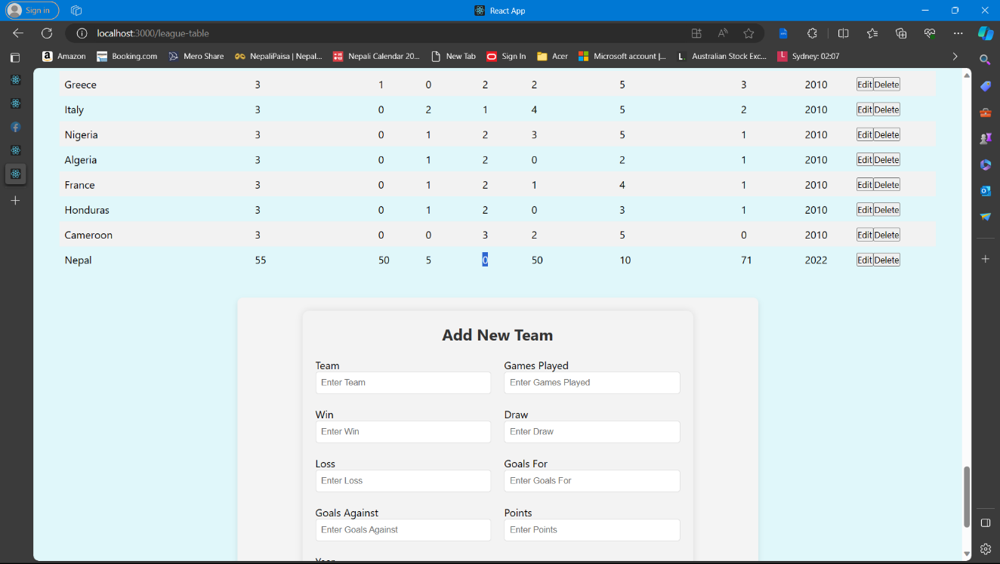 Sign in
React App
localhost:3000/league-table
Amazon Booking.com Mero Share NepaliPaisa | Nepal... Nepali Calendar 20... New Tab Sign In Acer Microsoft account |... Australian Stock Exc... Sydney: 02:07
Greece 3 1 0 2 2 5 3 2010 Edit Delete
Italy 3 0 2 1 4 5 2 2010 Edit Delete
Nigeria 3 0 1 2 3 5 1 2010 Edit Delete
Algeria 3 0 1 2 0 2 1 2010 Edit Delete
France 3 0 1 2 1 4 1 2010 Edit Delete
Honduras 3 0 1 2 0 3 1 2010 Edit Delete
Cameroon 3 0 0 3 2 5 0 2010 Edit Delete
Nepal 55 50 5 0 50 10 71 2022 Edit Delete
Add New Team
Team Games Played
Enter Team Enter Games Played
Win Draw
Enter Win Enter Draw
Loss Goals For
Enter Loss Enter Goals For
Goals Against Points
Enter Goals Against Enter Points